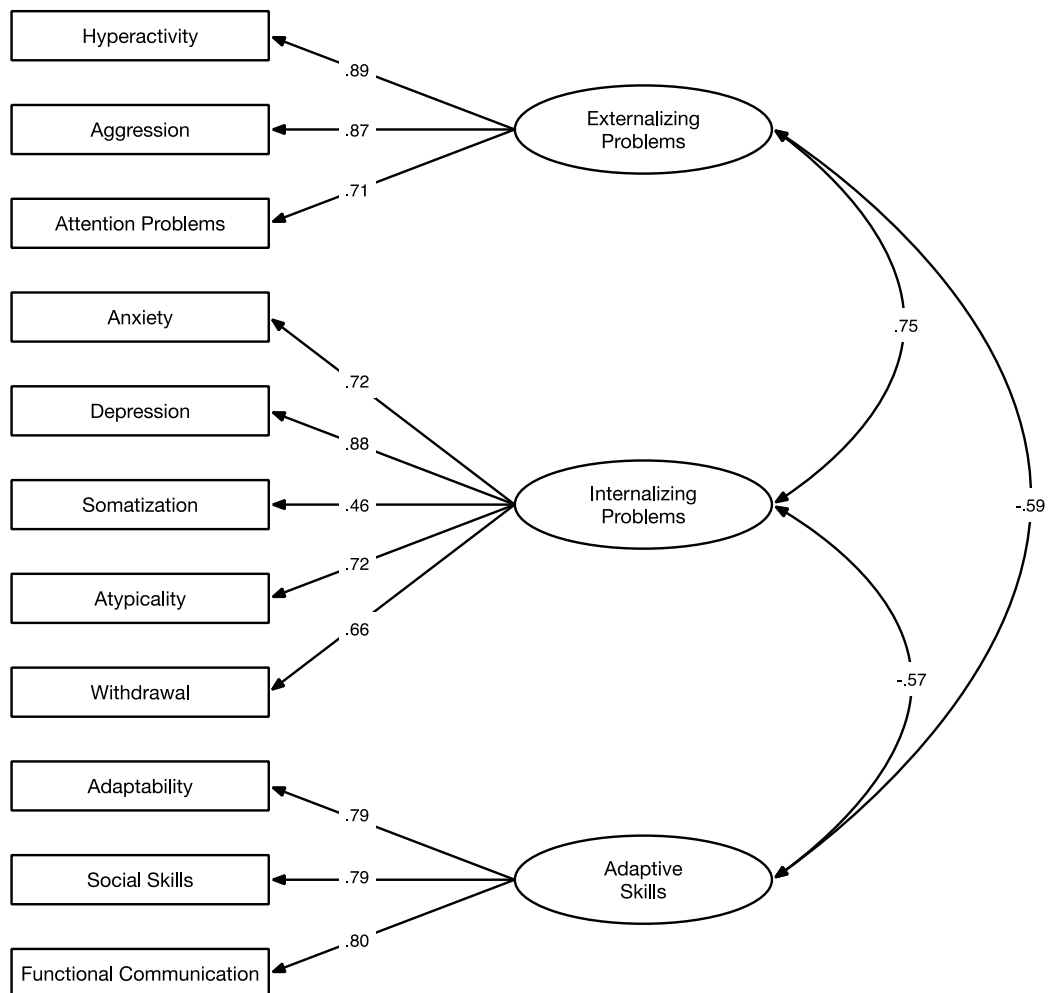 Hyperactivity
.89
Externalizing
Problems
Aggression
.87
.71
Attention Problems
Anxiety
.75
.72
Depression
.88
Internalizing
Problems
Somatization
.46
-.59
.72
Atypicality
.66
Withdrawal
-.57
Adaptability
.79
Social Skills
.79
Adaptive
Skills
.80
Functional Communication